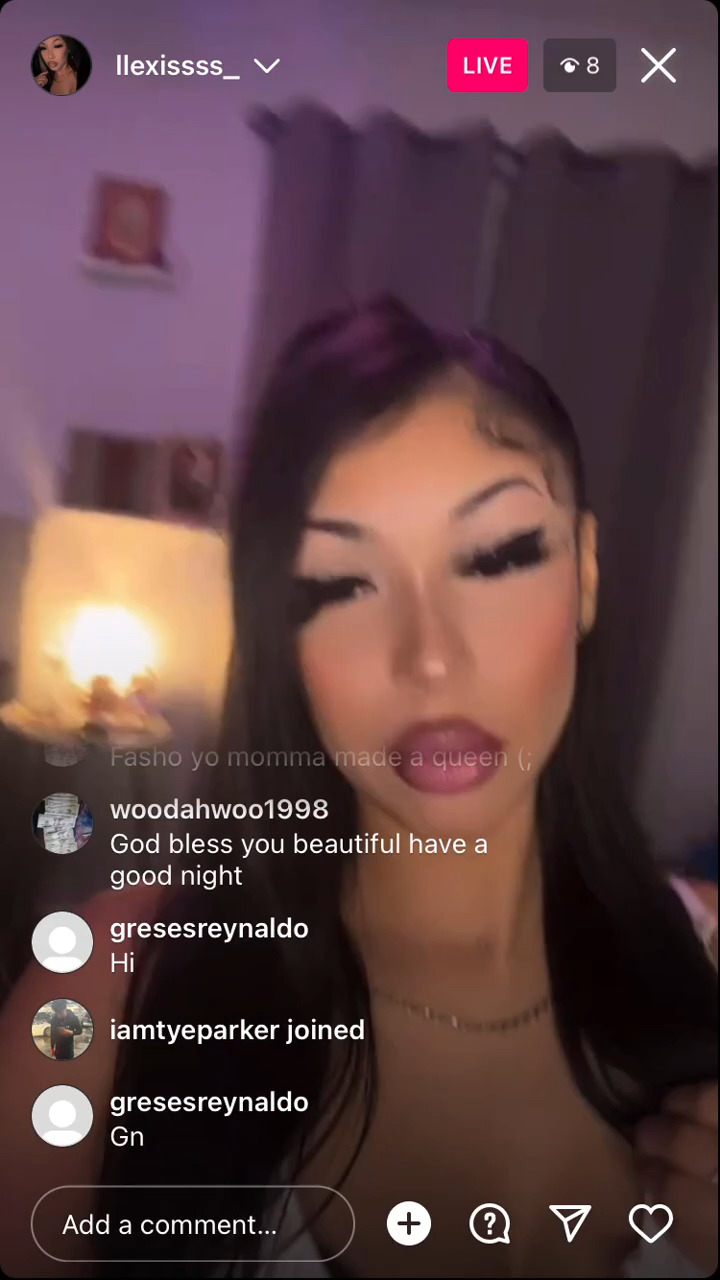 llexissss_
LIVE
8
Fasho yo momma made a queen (;
woodahwoo1998
God bless you beautiful have a
good night
gresesreynaldo
Hi
iamtyeparker joined
gresesreynaldo
Gn
Add a comment...